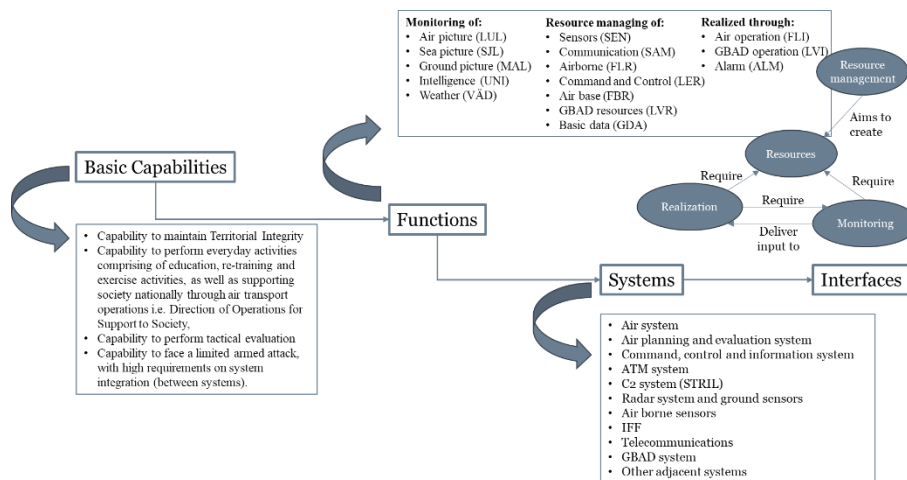 Monitoring of:
• Air picture (LUL)
• Sea picture (SJL)
• Ground picture (MAL)
• Intelligence (UNI)
• Weather (VÄD)
Resource managing of:
• Sensors (SEN)
• Communication (SAM)
• Airborne (FLR)
• Command and Control (LER)
• Air base (FBR)
• GBAD resources (LVR)
• Basic data (GDA)
Realized through:
• Air operation (FLI)
• GBAD operation (LVI)
• Alarm (ALM)
Resource
management
Aims to
create
Resources
Require
Require
Realization
Require
Monitoring
Deliver
input to
Basic Capabilities
Functions
Systems
Interfaces
• Capability to maintain Territorial Integrity
• Capability to perform everyday activities
comprising of education, re-training and
exercise activities, as well as supporting
society nationally through air transport
operations i.e. Direction of Operations for
Support to Society,
• Capability to perform tactical evaluation
• Capability to face a limited armed attack,
with high requirements on system
integration (between systems).
• Air system
• Air planning and evaluation system
• Command, control and information system
• ATM system
• C2 system (STRIL)
• Radar system and ground sensors
• Air borne sensors
• IFF
• Telecommunications
• GBAD system
• Other adjacent systems